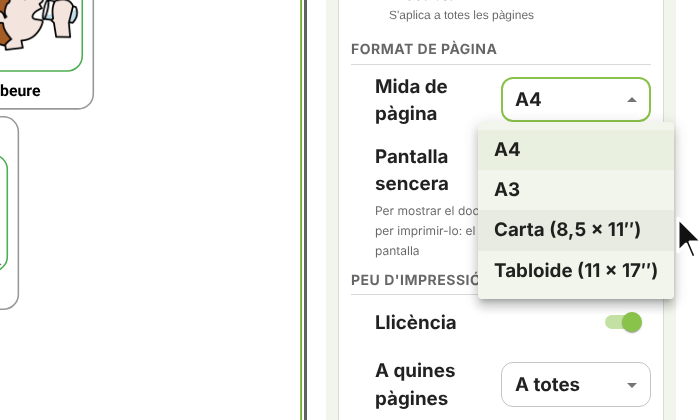 S'aplica a totes les pàgines
FORMAT DE PÀGINA
beure
Mida de
pàgina
A4
A4
A3
Carta (8,5 × 11″)
Tabloide (11 × 17″)
Pantalla
sencera
Per mostrar el doc
per imprimir-lo: el
pantalla
PEU D'IMPRESSIÓ
Llicència
A quines
pàgines
A totes